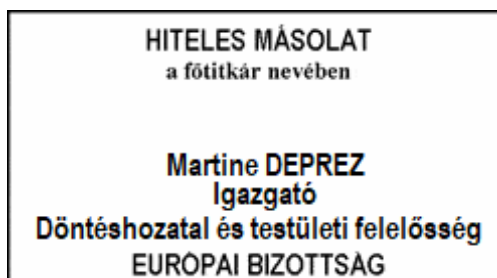 HITELES MÁSOLAT
a főtitkár nevében
Martine DEPREZ
Igazgató
Döntéshozatal és testületi felelősség
EURÓPAI BIZOTTSÁG